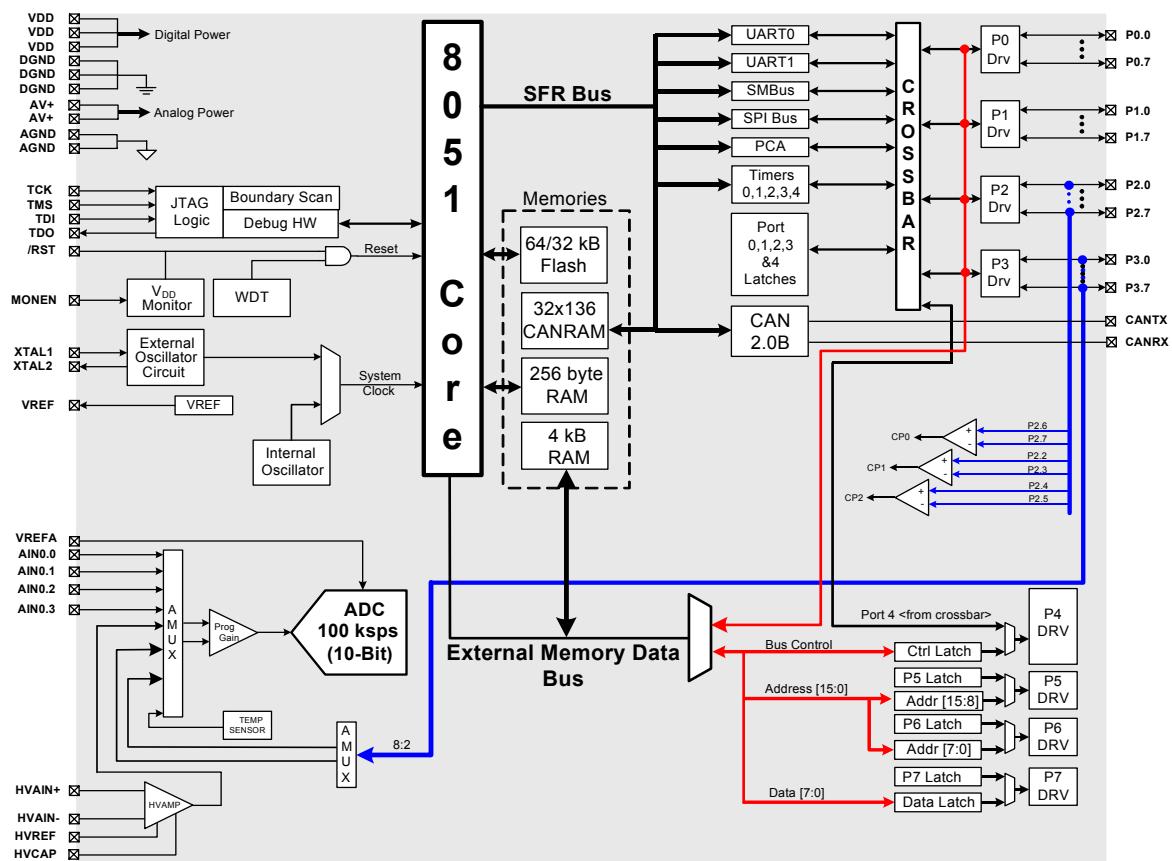 VDD
VDD
VDD
DGND
DGND
DGND
AV+
AV+
AGND
AGND
Digital Power
Analog Power
TCK
TMS
TDI
TDO
/RST
MONEN
XTAL1
XTAL2
VREF
JTAG
Logic
Boundary Scan
Debug HW
Reset
VDD
Monitor
WDT
External
Oscillator
Circuit
VREF
Internal
Oscillator
System
Clock
8
0
5
1
C
o
r
e
SFR Bus
Memories
64/32 kB
Flash
32x136
CANRAM
256 byte
RAM
4 kB
RAM
UART0
UART1
SMBus
SPI Bus
PCA
Timers
0,1,2,3,4
Port
0,1,2,3
&4
Latches
CAN
2.0B
C
R
O
S
S
B
A
R
P0
Drv
P1
Drv
P2
Drv
P3
Drv
P0.0
P0.7
P1.0
P1.7
P2.0
P2.7
P3.0
P3.7
CANTX
CANRX
CP0
+
-
P2.6
P2.7
CP1
+
-
P2.2
P2.3
CP2
+
-
P2.4
P2.5
VREFA
AIN0.0
AIN0.1
AIN0.2
AIN0.3
A
M
U
X
Prog
Gain
ADC
100 ksps
(10-Bit)
TEMP
SENSOR
A
M
U
X
8:2
HVAIN+
HVAIN-
HVREF
HVCAP
HVAMP
External Memory Data
Bus
Port 4 <from crossbar>
Bus Control
Ctrl Latch
P4
DRV
Address [15:0]
P5 Latch
Addr [15:8]
P5
DRV
P6 Latch
Addr [7:0]
P6
DRV
Data [7:0]
P7 Latch
Data Latch
P7
DRV